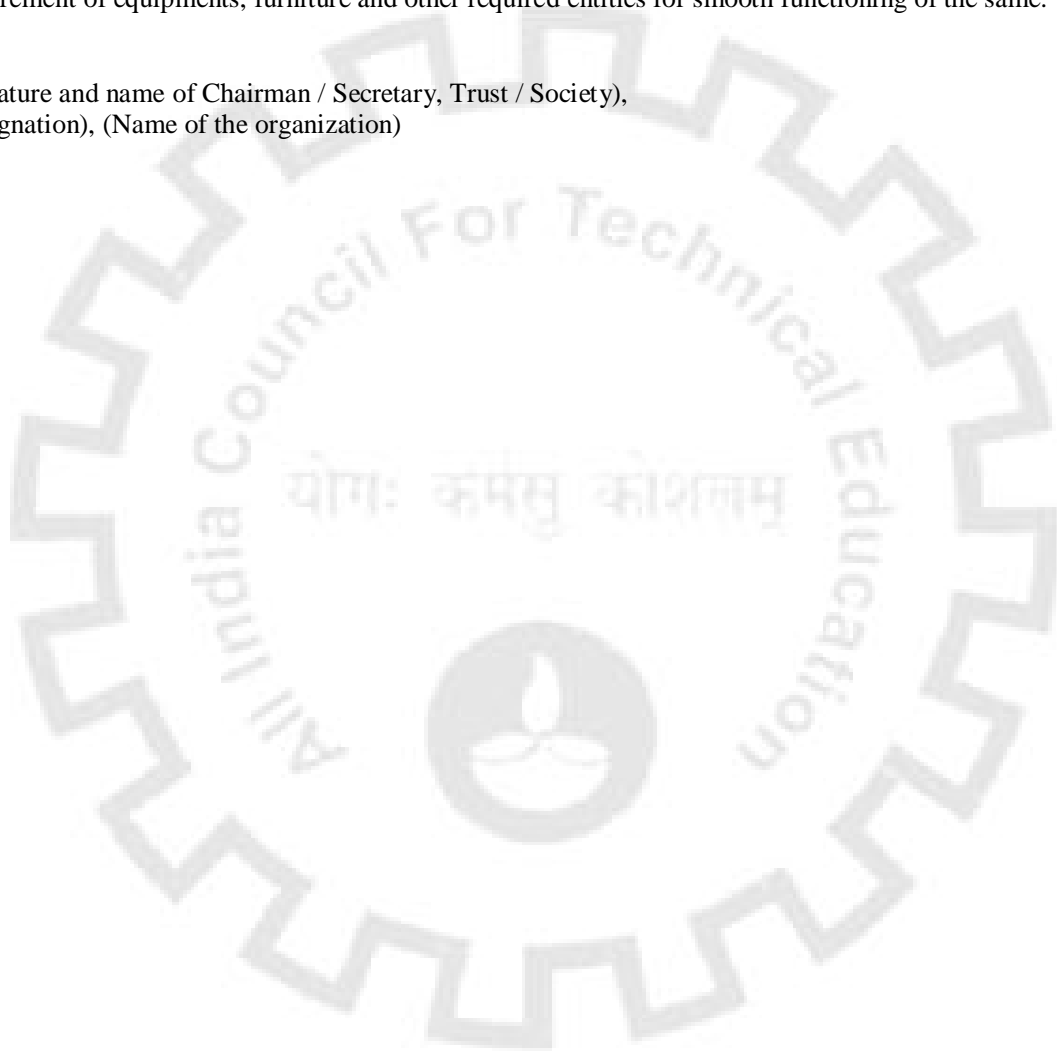 rement of equipments, furniture and other required entities for smooth functioning of the same.
ature and name of Chairman / Secretary, Trust / Society),
gnation), (Name of the organization)
All India Council For Technical Education
योगः कर्मसु कौशलम्